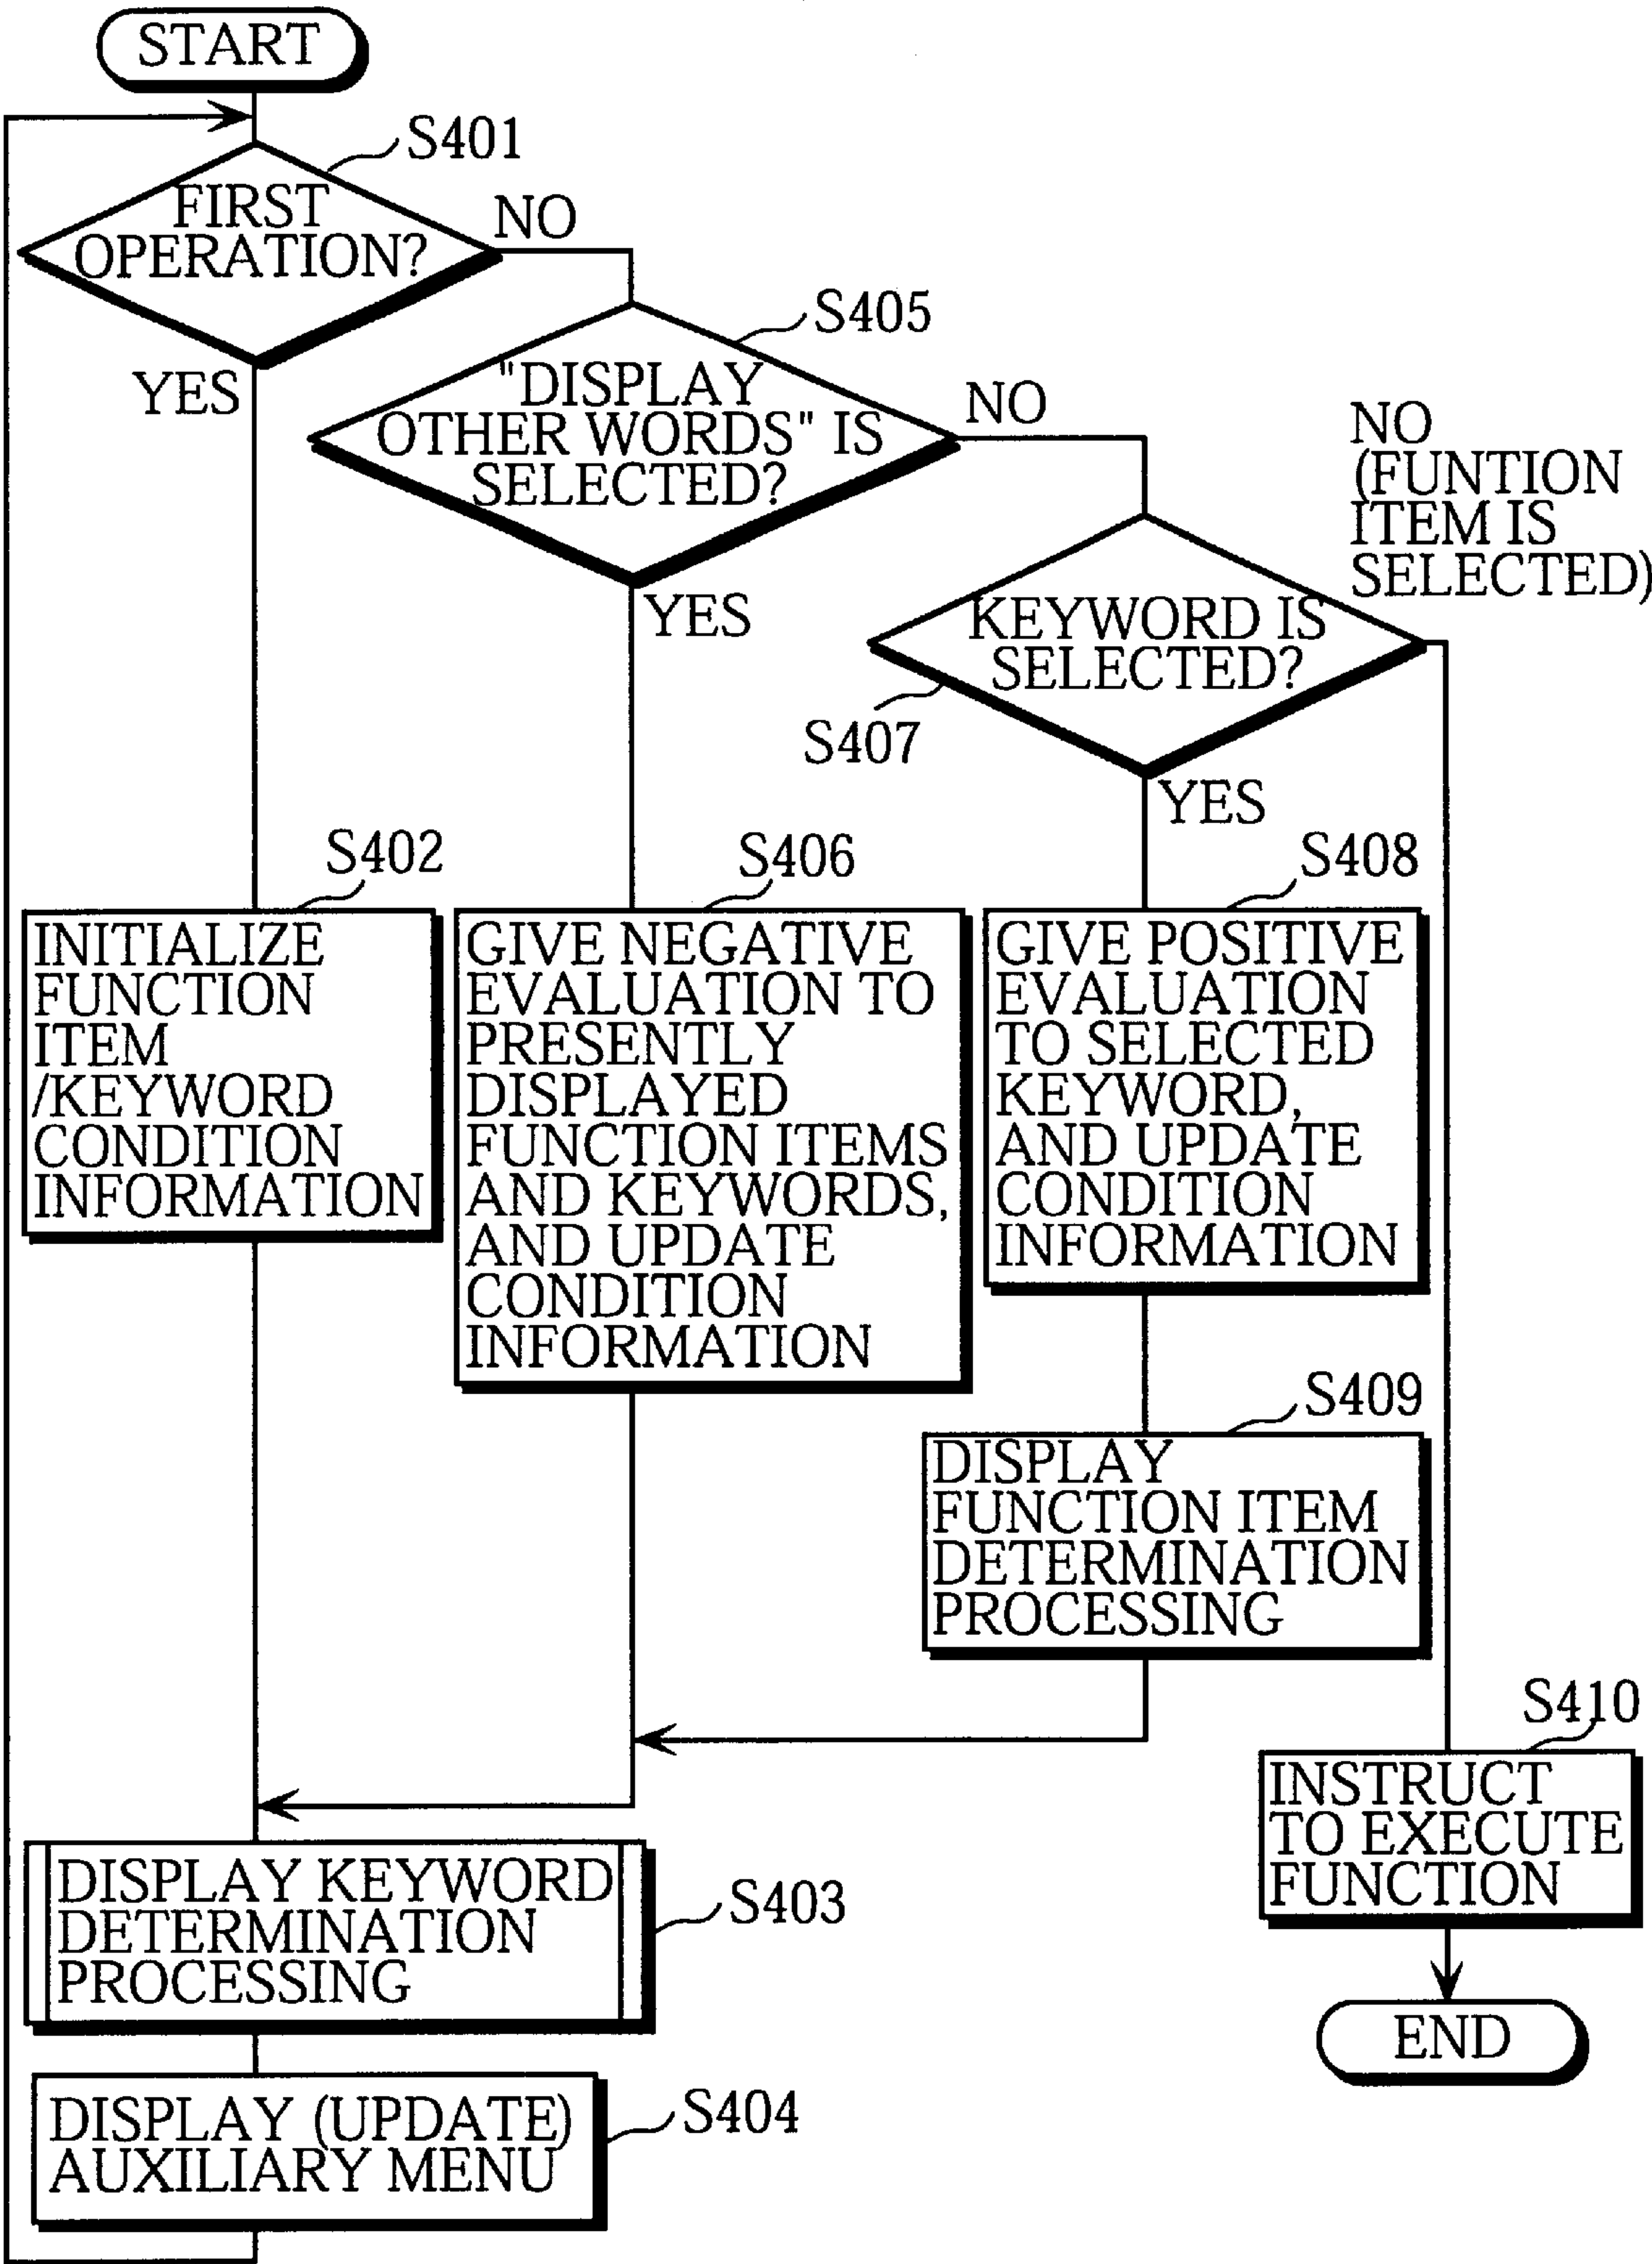 START
S401
FIRST
OPERATION?
NO
YES
S405
"DISPLAY
OTHER WORDS" IS
SELECTED?
NO
YES
NO
(FUNTION
ITEM IS
SELECTED)
KEYWORD IS
SELECTED?
S407
YES
S402
INITIALIZE
FUNCTION
ITEM
/KEYWORD
CONDITION
INFORMATION
S406
GIVE NEGATIVE
EVALUATION TO
PRESENTLY
DISPLAYED
FUNCTION ITEMS
AND KEYWORDS,
AND UPDATE
CONDITION
INFORMATION
S408
GIVE POSITIVE
EVALUATION
TO SELECTED
KEYWORD,
AND UPDATE
CONDITION
INFORMATION
S409
DISPLAY
FUNCTION ITEM
DETERMINATION
PROCESSING
S410
INSTRUCT
TO EXECUTE
FUNCTION
DISPLAY KEYWORD
DETERMINATION
PROCESSING
S403
END
DISPLAY (UPDATE)
AUXILIARY MENU
S404